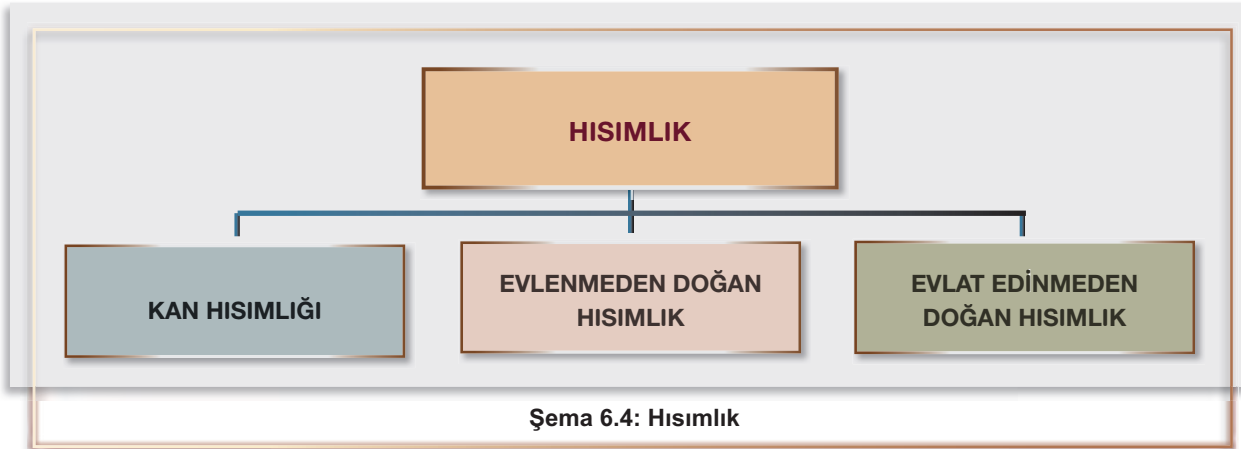 HISIMLIK
KAN HISIMLIĞI
EVLENMEDEN DOĞAN
HISIMLIK
EVLAT EDİNMEDEN
DOĞAN HISIMLIK
Şema 6.4: Hısımlık